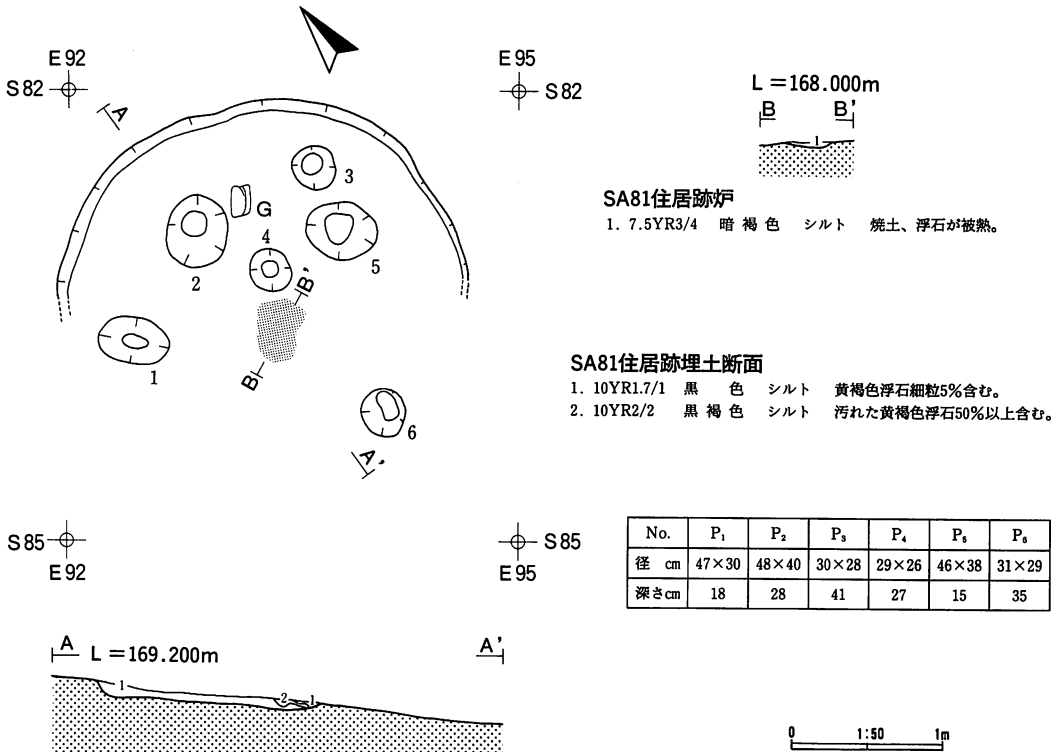 E92
S82
A
E95
S82
3
G
2
4
5
B'
1
B
6
A'
S85
E92
S85
E95
L=168.000m
B B'
1
SA81住居跡炉
1. 7.5YR3/4 暗褐色 シルト 焼土、浮石が被熱。
SA81住居跡埋土断面
1. 10YR1.7/1 黒色 シルト 黄褐色浮石細粒5%含む。
2. 10YR2/2 黒褐色 シルト 汚れた黄褐色浮石50%以上含む。
No. P₁ P₂ P₃ P₄ P₅ P₆
径 cm 47×30 48×40 30×28 29×26 46×38 31×29
深さcm 18 28 41 27 15 35
A L=169.200m A'
1 2 1
0 1:50 1m